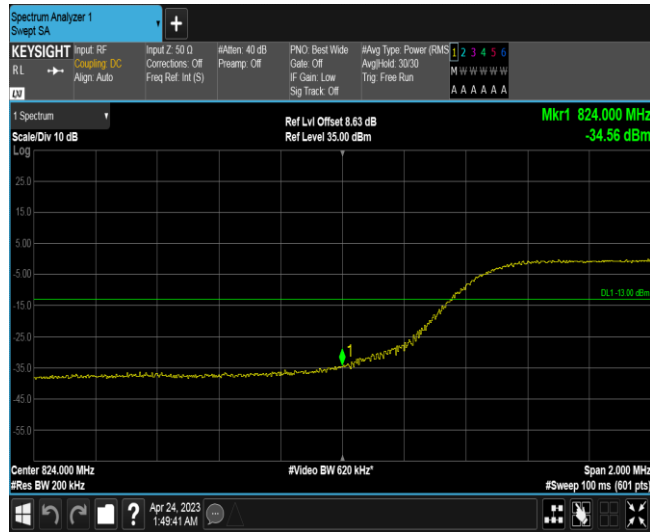 Spectrum Analyzer 1
Swept SA
KEYSIGHT
R L
LXI
Input: RF
Coupling: DC
Align: Auto
Input Z: 50 Ω
Corrections: Off
Freq Ref: Int (S)
#Atten: 40 dB
Preamp: Off
PNO: Best Wide
Gate: Off
IF Gain: Low
Sig Track: Off
#Avg Type: Power (RMS
Avg|Hold: 30/30
Trig: Free Run
1 2 3 4 5 6
M W W W W W
A A A A A A
1 Spectrum
Scale/Div 10 dB
Ref Lvl Offset 8.63 dB
Ref Level 35.00 dBm
Mkr1 824.000 MHz
-34.56 dBm
Log
25.0
15.0
5.00
-5.00
DL1 -13.00 dBm
-15.0
-25.0
1
-35.0
-45.0
-55.0
Center 824.000 MHz
#Video BW 620 kHz*
Span 2.000 MHz
#Res BW 200 kHz
#Sweep 100 ms (601 pts)
?
Apr 24, 2023
1:49:41 AM